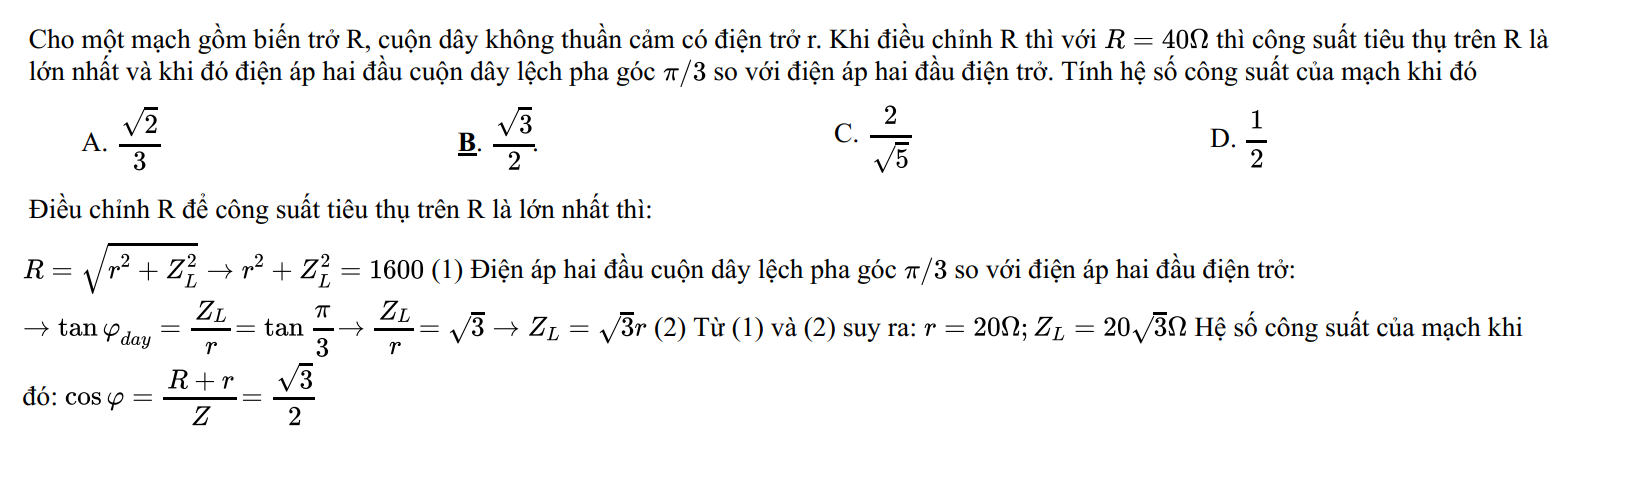 Cho một mạch gồm biến trở R, cuộn dây không thuần cảm có điện trở r. Khi điều chỉnh R thì với $R = 40\Omega$ thì công suất tiêu thụ trên R là
lớn nhất và khi đó điện áp hai đầu cuộn dây lệch pha góc $\pi/3$ so với điện áp hai đầu điện trở. Tính hệ số công suất của mạch khi đó
A. $\frac{\sqrt{2}}{3}$ B. $\frac{\sqrt{3}}{2}$. C. $\frac{2}{\sqrt{5}}$ D. $\frac{1}{2}$
Điều chỉnh R để công suất tiêu thụ trên R là lớn nhất thì:
$R = \sqrt{r^2 + Z_L^2} \to r^2 + Z_L^2 = 1600$ (1) Điện áp hai đầu cuộn dây lệch pha góc $\pi/3$ so với điện áp hai đầu điện trở:
$\to \tan \varphi_{day} = \frac{Z_L}{r} = \tan \frac{\pi}{3} \to \frac{Z_L}{r} = \sqrt{3} \to Z_L = \sqrt{3}r$ (2) Từ (1) và (2) suy ra: $r = 20\Omega; Z_L = 20\sqrt{3}\Omega$ Hệ số công suất của mạch khi
đó: $\cos \varphi = \frac{R + r}{Z} = \frac{\sqrt{3}}{2}$